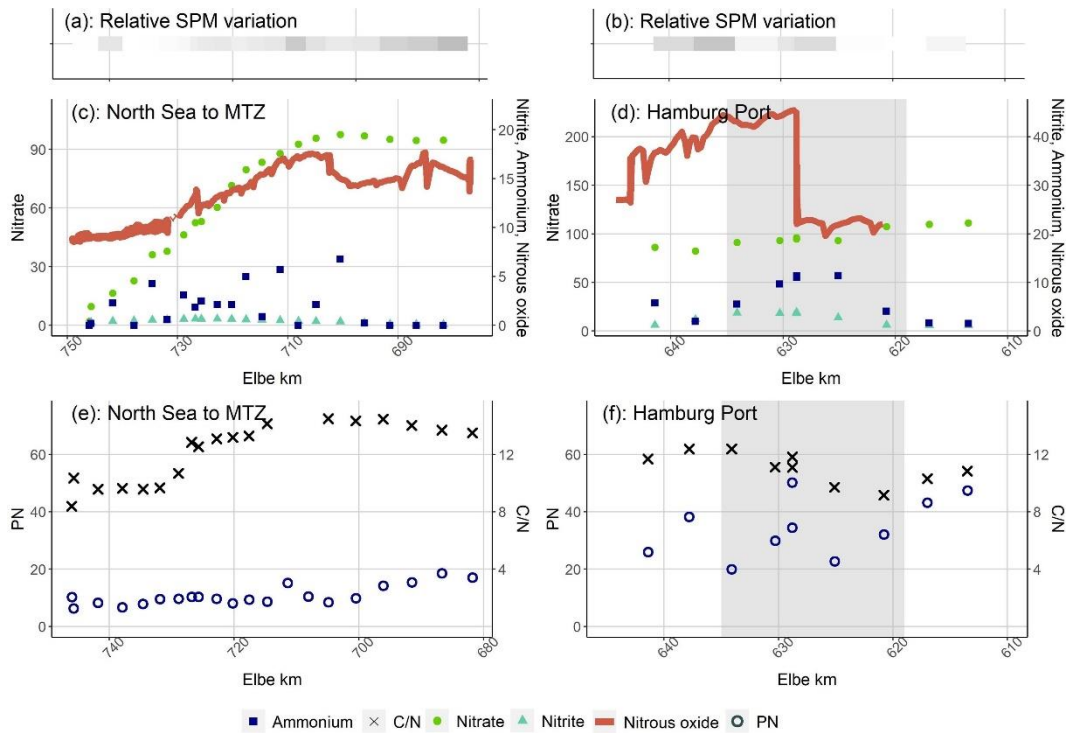 (a): Relative SPM variation
(b): Relative SPM variation
(c): North Sea to MTZ
Nitrate
90
60
30
0
20
15
10
5
0
Nitrite, Ammonium, Nitrous oxide
750
730
710
690
Elbe km
(d): Hamburg Port
Nitrate
200
150
100
50
0
40
30
20
10
0
Nitrite, Ammonium, Nitrous oxide
640
630
620
610
Elbe km
(e): North Sea to MTZ
PN
60
40
20
0
12
8
4
C/N
740
720
700
680
Elbe km
(f): Hamburg Port
PN
60
40
20
0
12
8
4
C/N
640
630
620
610
Elbe km
Ammonium C/N Nitrate Nitrite Nitrous oxide PN